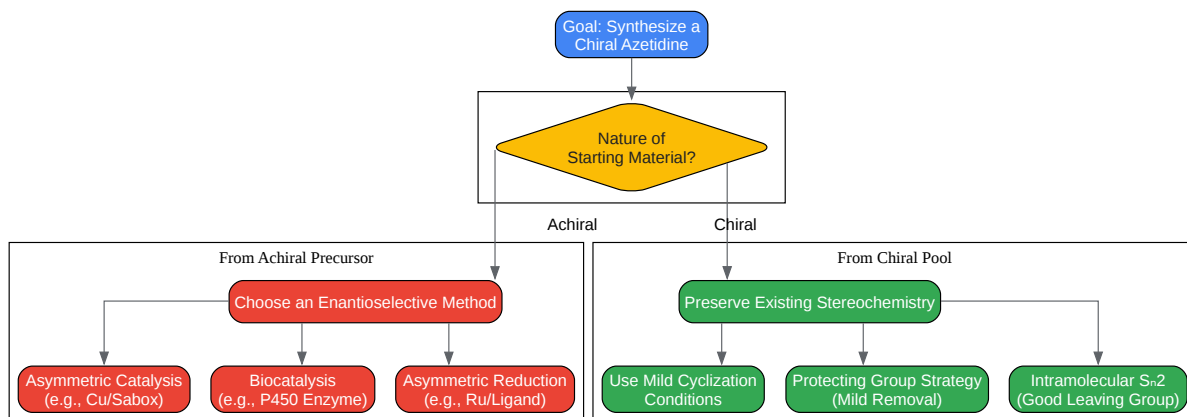 Goal: Synthesize a
Chiral Azetidine
Nature of
Starting Material?
Achiral
Chiral
From Achiral Precursor
From Chiral Pool
Choose an Enantioselective Method
Preserve Existing Stereochemistry
Asymmetric Catalysis
(e.g., Cu/Sabox)
Biocatalysis
(e.g., P450 Enzyme)
Asymmetric Reduction
(e.g., Ru/Ligand)
Use Mild Cyclization
Conditions
Protecting Group Strategy
(Mild Removal)
Intramolecular Sₙ2
(Good Leaving Group)